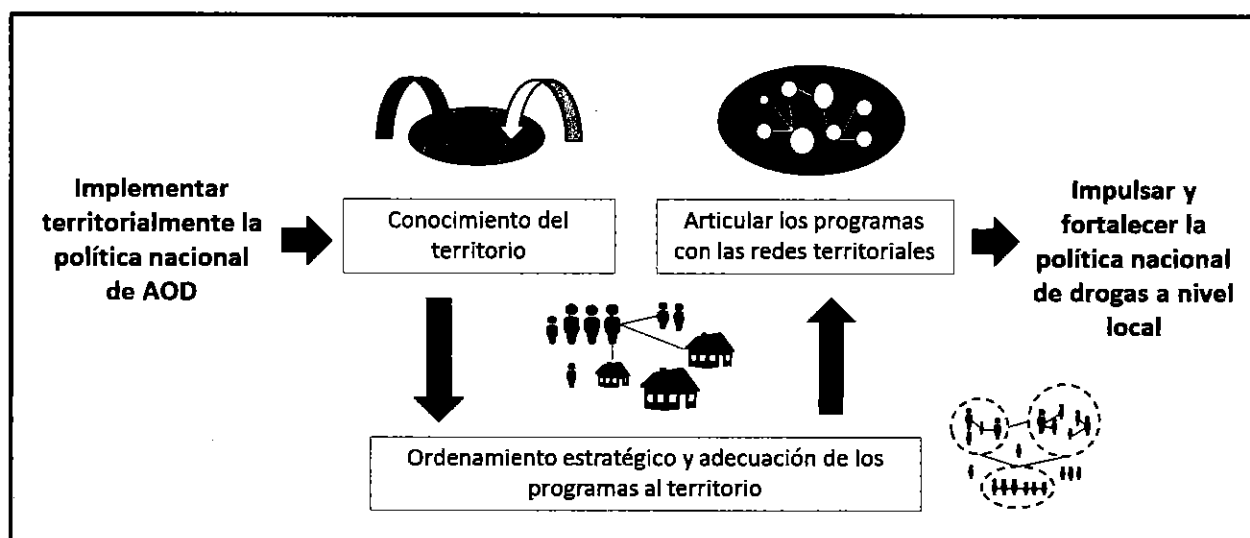 Implementar
territorialmente la
política nacional
de AOD
Conocimiento del
territorio
Articular los programas
con las redes territoriales
Impulsar y
fortalecer la
política nacional
de drogas a nivel
local
Ordenamiento estratégico y adecuación de los
programas al territorio